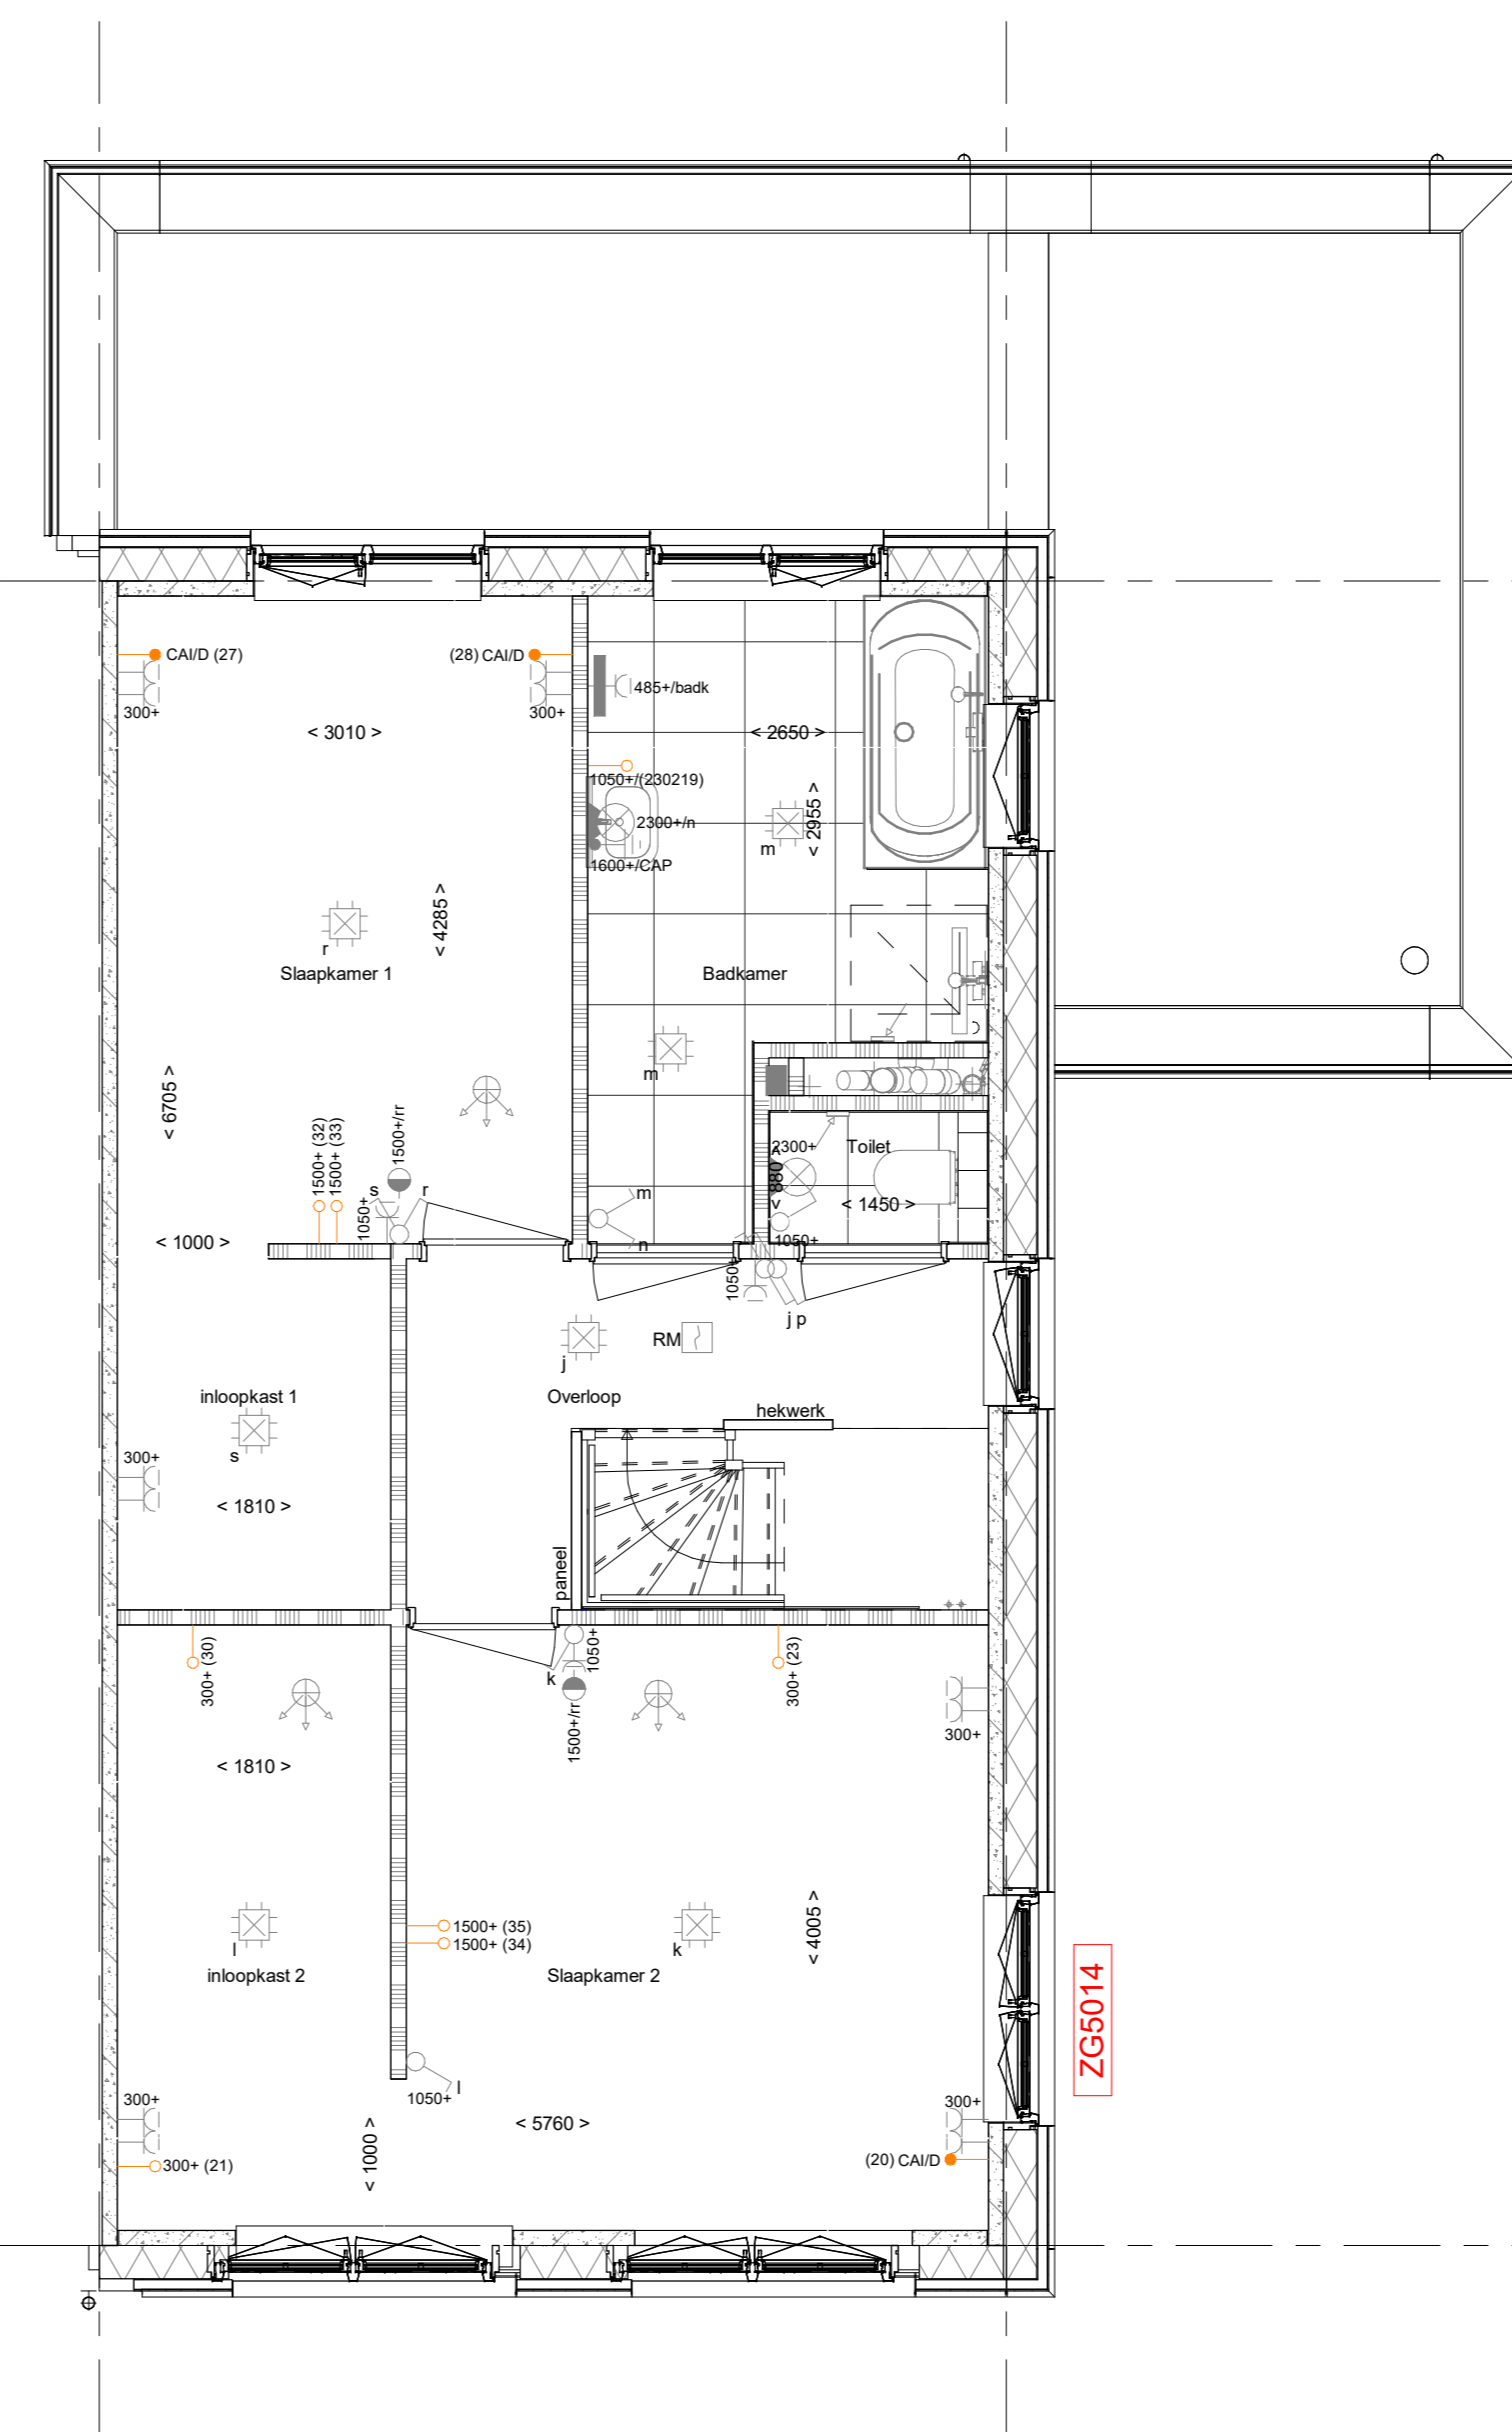 CAI/D (27)
(28) CAI/D
485+/badk
300+
300+
< 3010 >
< 2650 >
1050+/(230219)
< 2955 >
2300+/n
m
1600+/CAP
< 4285 >
r
Slaapkamer 1
Badkamer
m
< 6705 >
1500+ (32)
1500+ (33)
1500+/rr
2300+
Toilet
< 880 >
s
r
m
1050+
< 1450 >
< 1000 >
n
1050+
1050+
j p
RM
j
inloopkast 1
Overloop
hekwerk
300+
s
< 1810 >
paneel
300+ (30)
1050+
300+ (23)
k
1500+/rr
300+
< 1810 >
1500+ (35)
1500+ (34)
< 4005 >
l
k
inloopkast 2
Slaapkamer 2
ZG5014
l
1050+
300+
300+
< 5760 >
< 1000 >
300+ (21)
(20) CAI/D